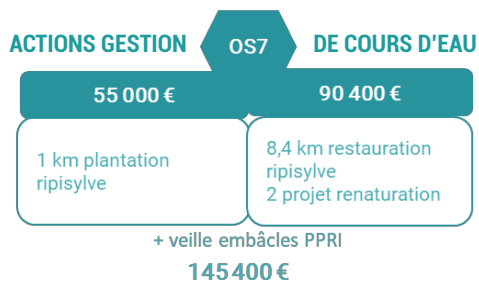 ACTIONS GESTION OS7 DE COURS D'EAU
55 000 € 90 400 €
1 km plantation
ripisylve
8,4 km restauration
ripisylve
2 projet renaturation
+ veille embâcles PPRI
145 400 €